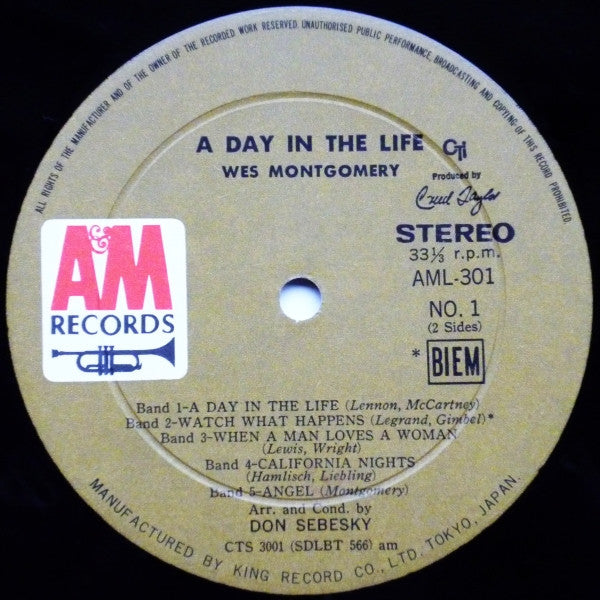 ALL RIGHTS OF THE MANUFACTURER AND OF THE OWNER OF THE RECORDED WORK RESERVED. UNAUTHORISED PUBLIC PERFORMANCE, BROADCASTING AND COPYING OF THIS RECORD PROHIBITED.
A DAY IN THE LIFE CTi
WES MONTGOMERY
Produced by
Creed Taylor
STEREO
33⅓ r.p.m.
AML-301
NO. 1
(2 Sides)
* BIEM
A&M
RECORDS
Band 1-A DAY IN THE LIFE (Lennon, McCartney)
Band 2-WATCH WHAT HAPPENS (Legrand, Gimbel)*
Band 3-WHEN A MAN LOVES A WOMAN
(Lewis, Wright)
Band 4-CALIFORNIA NIGHTS
(Hamlisch, Liebling)
Band 5-ANGEL (Montgomery)
Arr. and Cond. by
DON SEBESKY
CTS 3001 (SDLBT 566) am
MANUFACTURED BY KING RECORD CO., LTD. TOKYO, JAPAN.